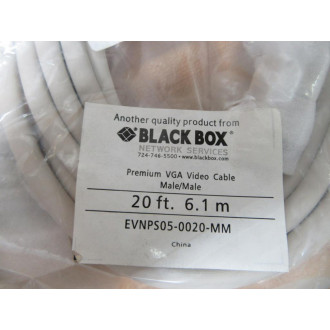 Another quality product from
BLACK BOX
NETWORK SERVICES
724-746-5500 • www.blackbox.com
Premium VGA Video Cable
Male/Male
20 ft. 6.1 m
EVNPS05-0020-MM
China